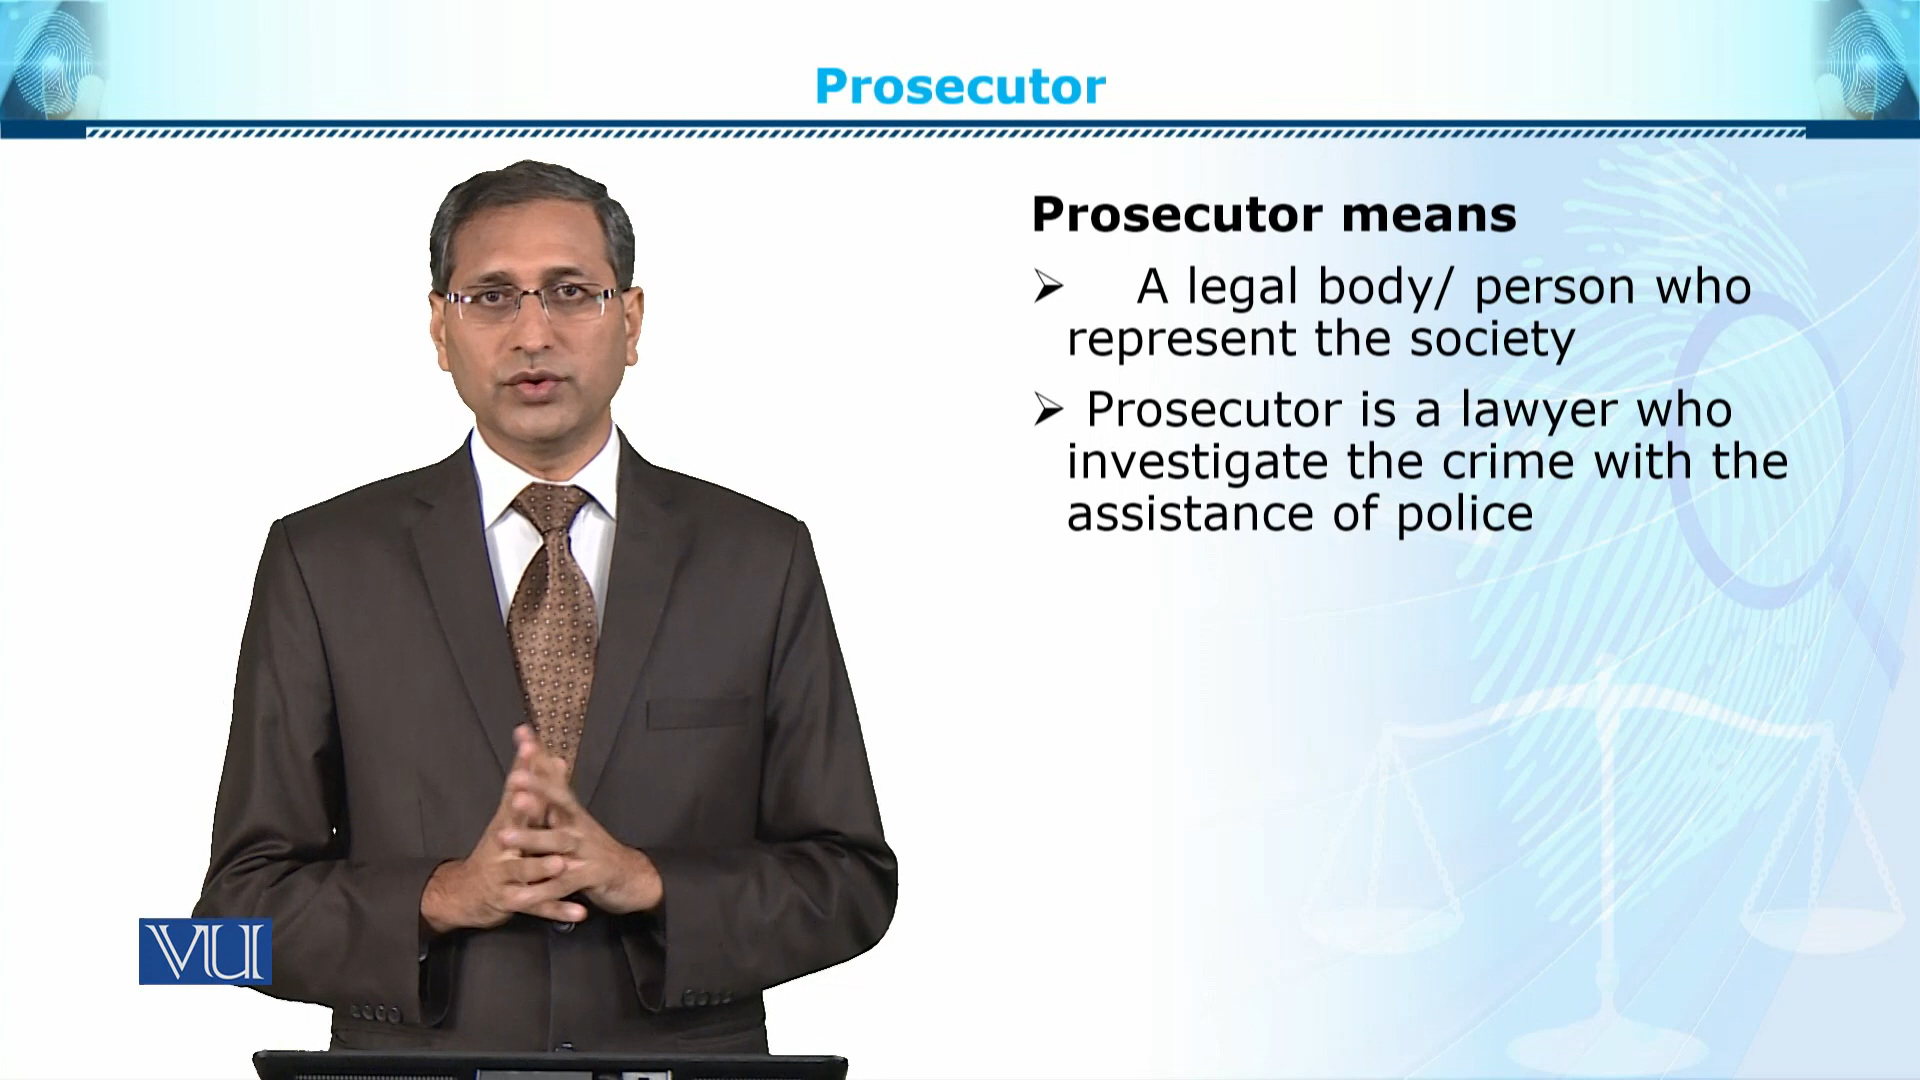 Prosecutor
Prosecutor means
➢ A legal body/ person who
represent the society
➢ Prosecutor is a lawyer who
investigate the crime with the
assistance of police
VU